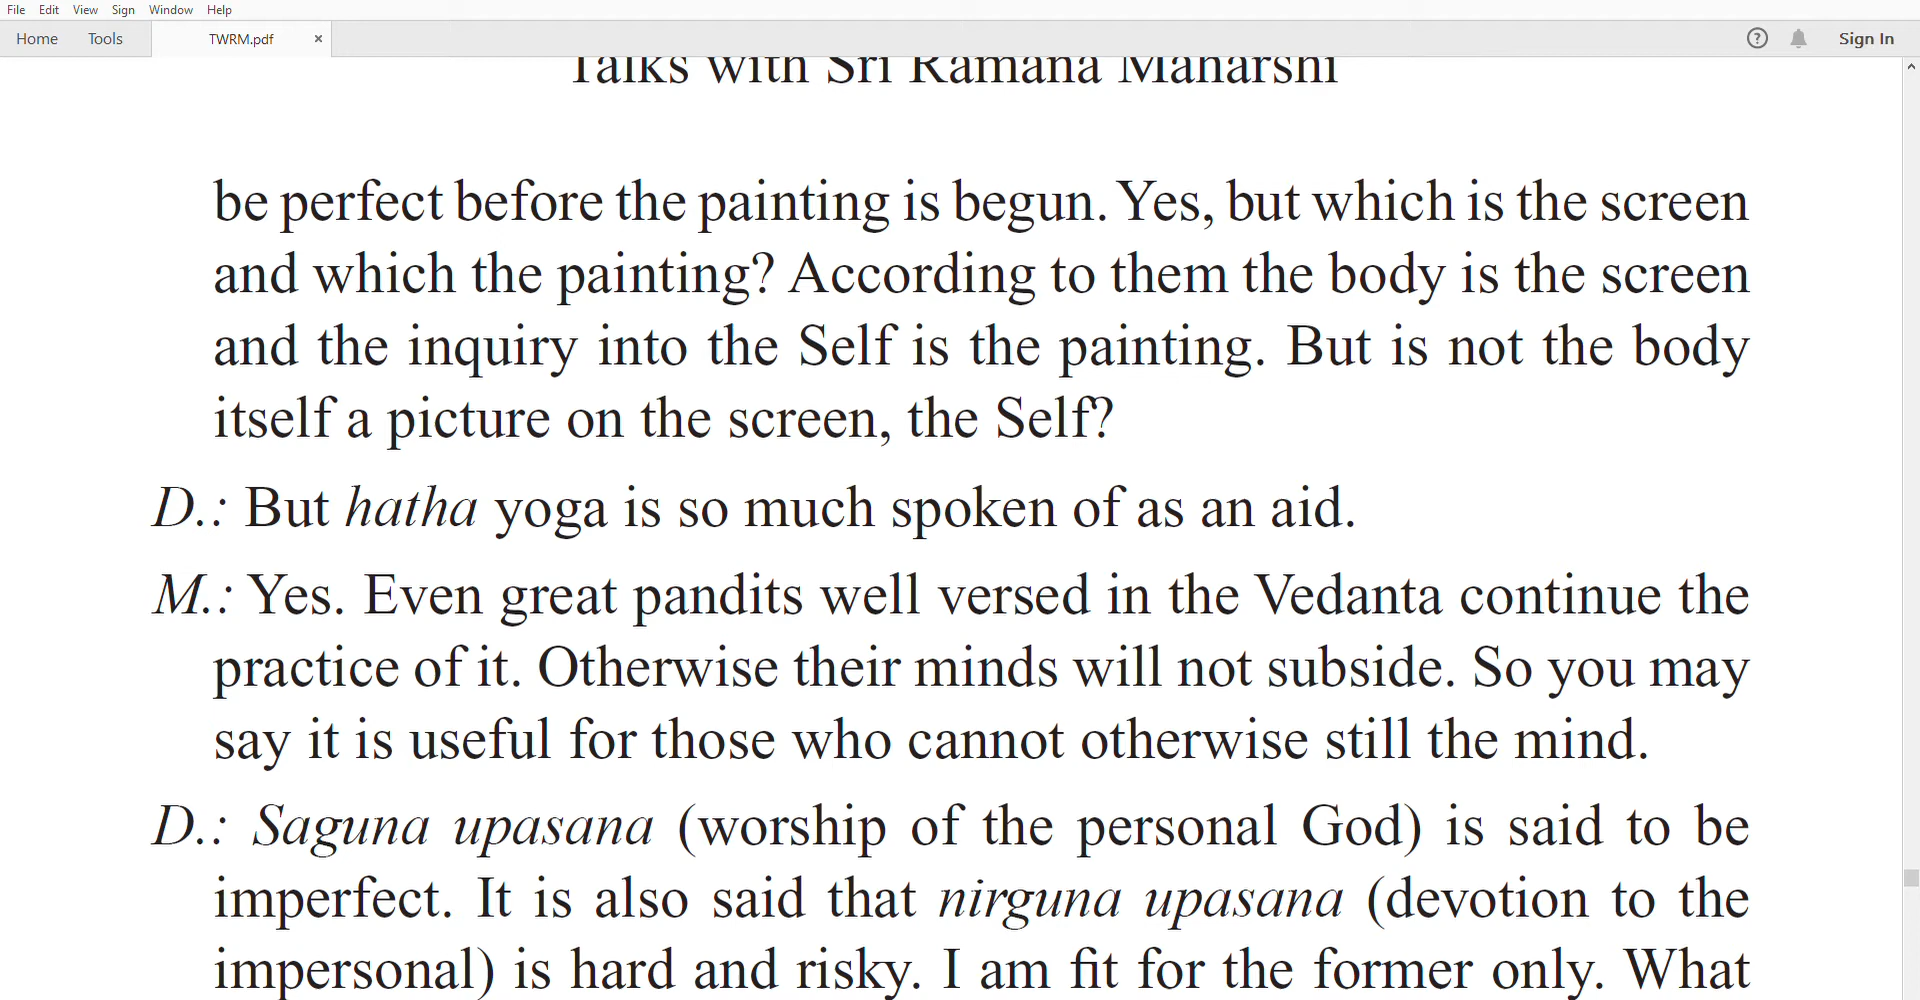 File Edit View Sign Window Help
Home Tools TWRM.pdf × ? Sign In
Talks with Sri Ramana Maharshi
be perfect before the painting is begun. Yes, but which is the screen
and which the painting? According to them the body is the screen
and the inquiry into the Self is the painting. But is not the body
itself a picture on the screen, the Self?
D.: But hatha yoga is so much spoken of as an aid.
M.: Yes. Even great pandits well versed in the Vedanta continue the
practice of it. Otherwise their minds will not subside. So you may
say it is useful for those who cannot otherwise still the mind.
D.: Saguna upasana (worship of the personal God) is said to be
imperfect. It is also said that nirguna upasana (devotion to the
impersonal) is hard and risky. I am fit for the former only. What